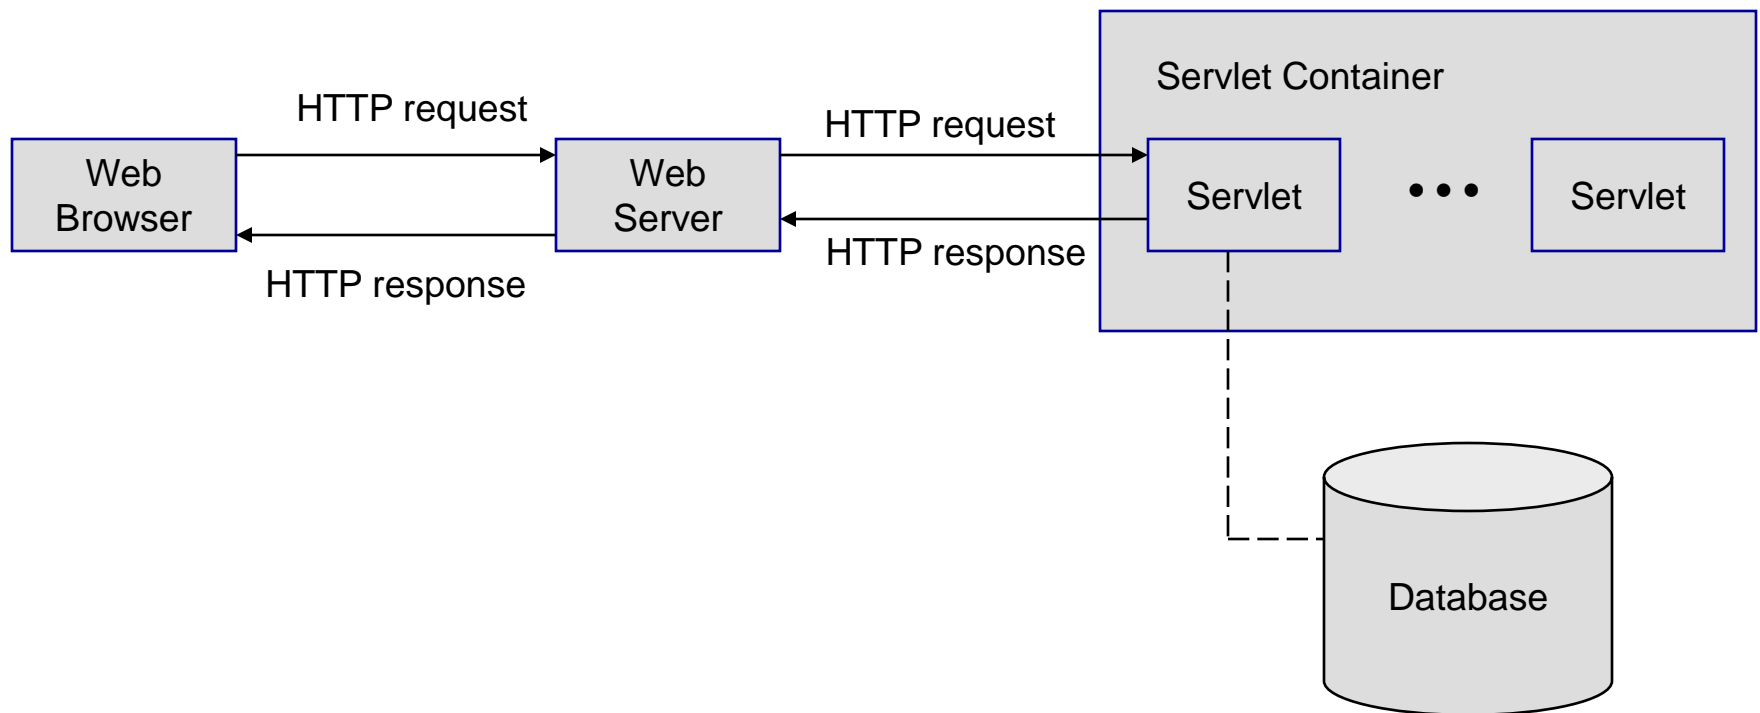 Servlet Container
HTTP request
HTTP request
Web
Browser
Web
Server
Servlet
Servlet
HTTP response
HTTP response
Database